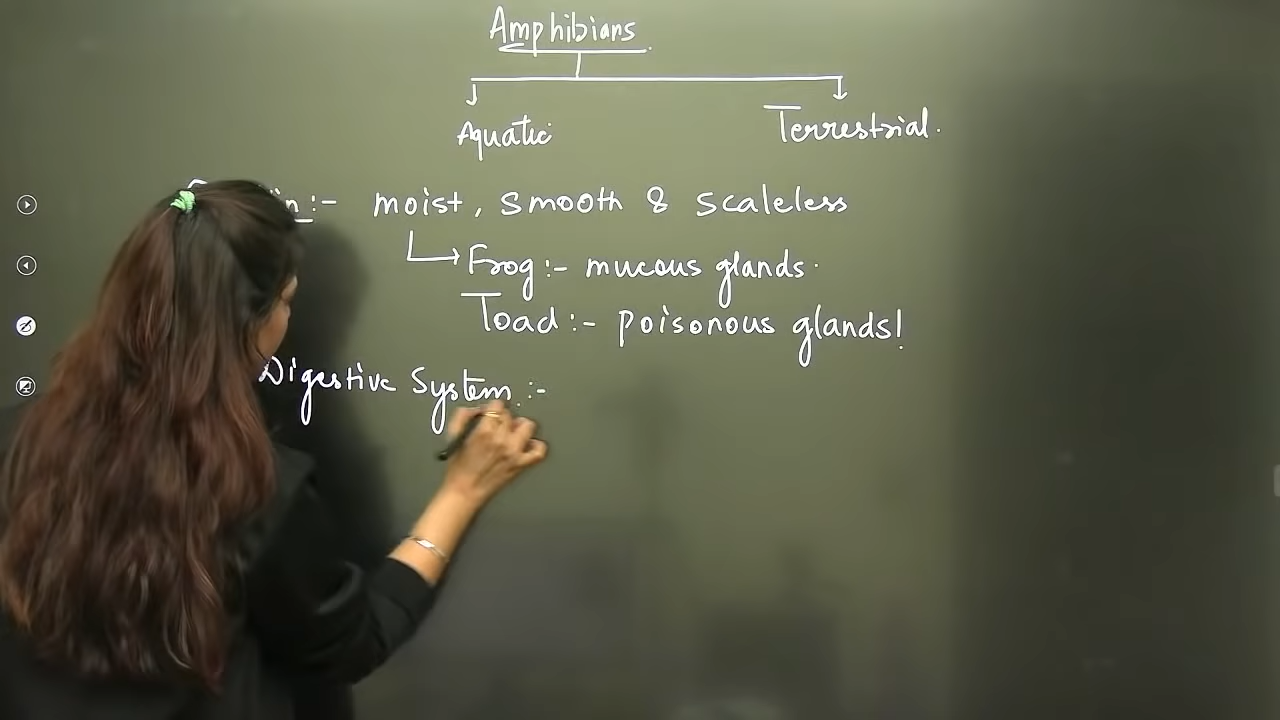 Amphibians.
Aquatic
Terrestrial.
:- moist, smooth & scaleless
Frog :- mucous glands.
Toad :- poisonous glands!
Digestive System :-